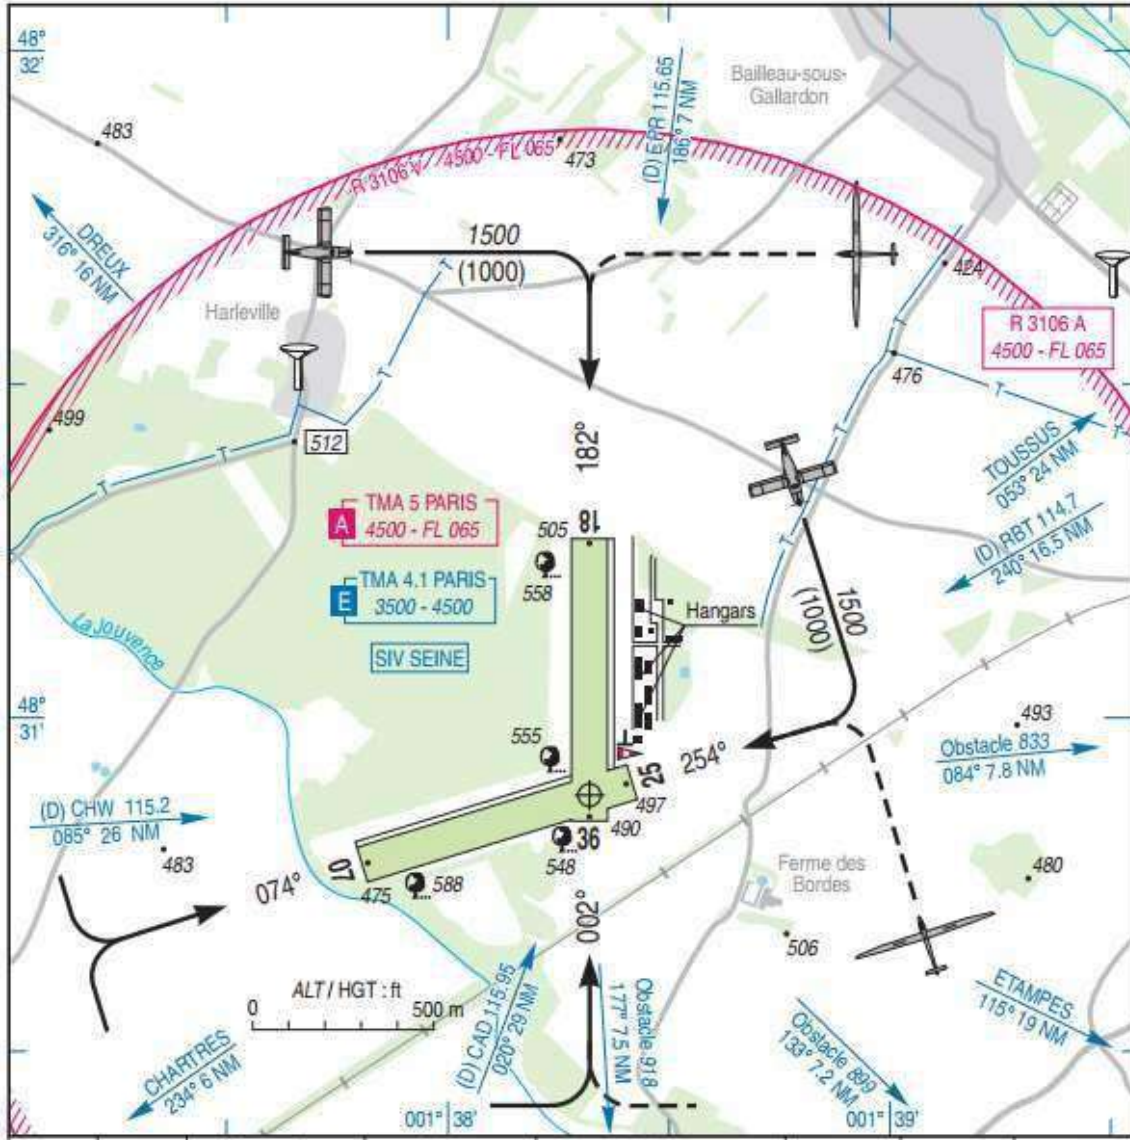 48°
32'
Bailleau-sous-
Gallardon
(D) EPR 115.65
186° 7 NM
483
R 3106 V 4500 - FL 065
473
DREUX
316° 16 NM
1500
(1000)
424
Harleville
R 3106 A
4500 - FL 065
T
T
476
T
499
512
T
T
T
T
182°
TOUSSUS
053° 24 NM
TMA 5 PARIS
A
4500 - FL 065
505
18
(D) RBT 114.7
240° 16.5 NM
558
TMA 4.1 PARIS
E
3500 - 4500
1500
(1000)
Hangars
La Jouvence
SIV SEINE
48°
31'
555
493
254°
25
Obstacle 833
084° 7.8 NM
497
(D) CHW 115.2
085° 26 NM
490
36
548
483
07
Ferme des
Bordes
480
074°
475
588
002°
506
ALT / HGT : ft
0
500 m
(D) CAD 115.95
020° 29 NM
Obstacle 918
177° 7.5 NM
ETAMPES
115° 19 NM
Obstacle 899
133° 7.2 NM
CHARTRES
234° 6 NM
001° 38'
001° 39'